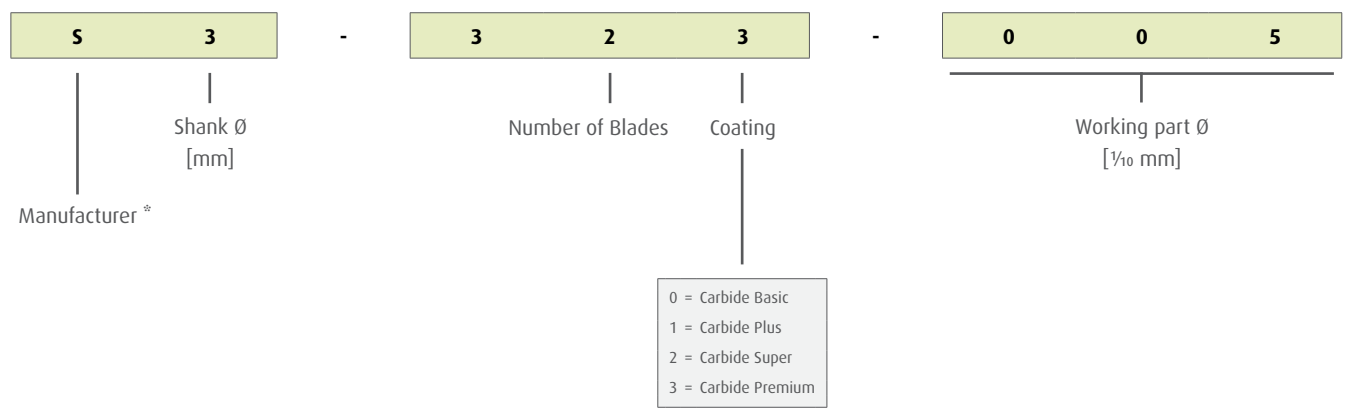 S 3 - 3 2 3 - 0 0 5
Shank Ø
[mm]
Number of Blades
Coating
Working part Ø
[1/10 mm]
Manufacturer *
0 = Carbide Basic
1 = Carbide Plus
2 = Carbide Super
3 = Carbide Premium